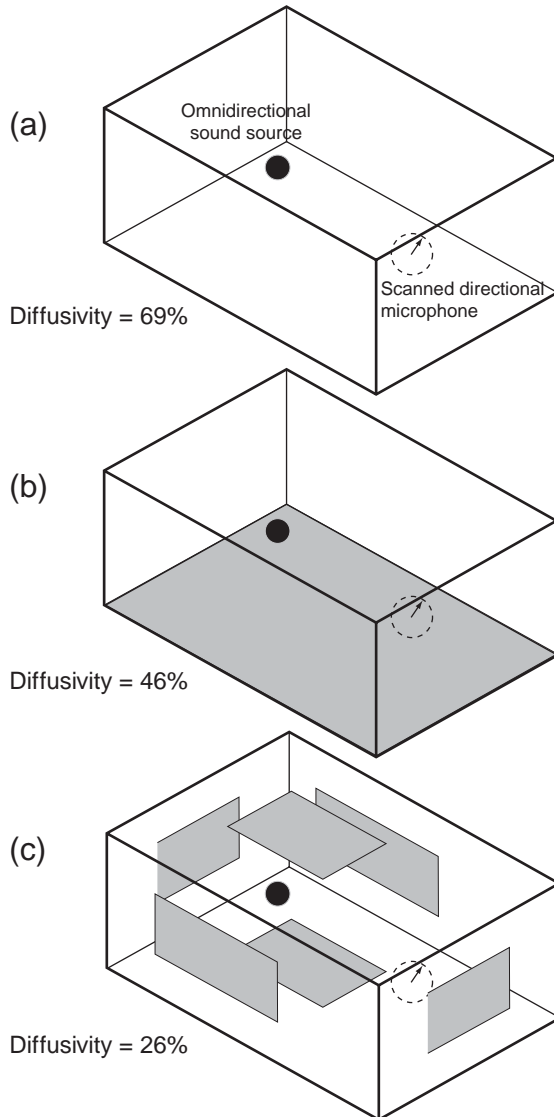 (a)
Omnidirectional
sound source
Scanned directional
microphone
Diffusivity = 69%
(b)
Diffusivity = 46%
(c)
Diffusivity = 26%